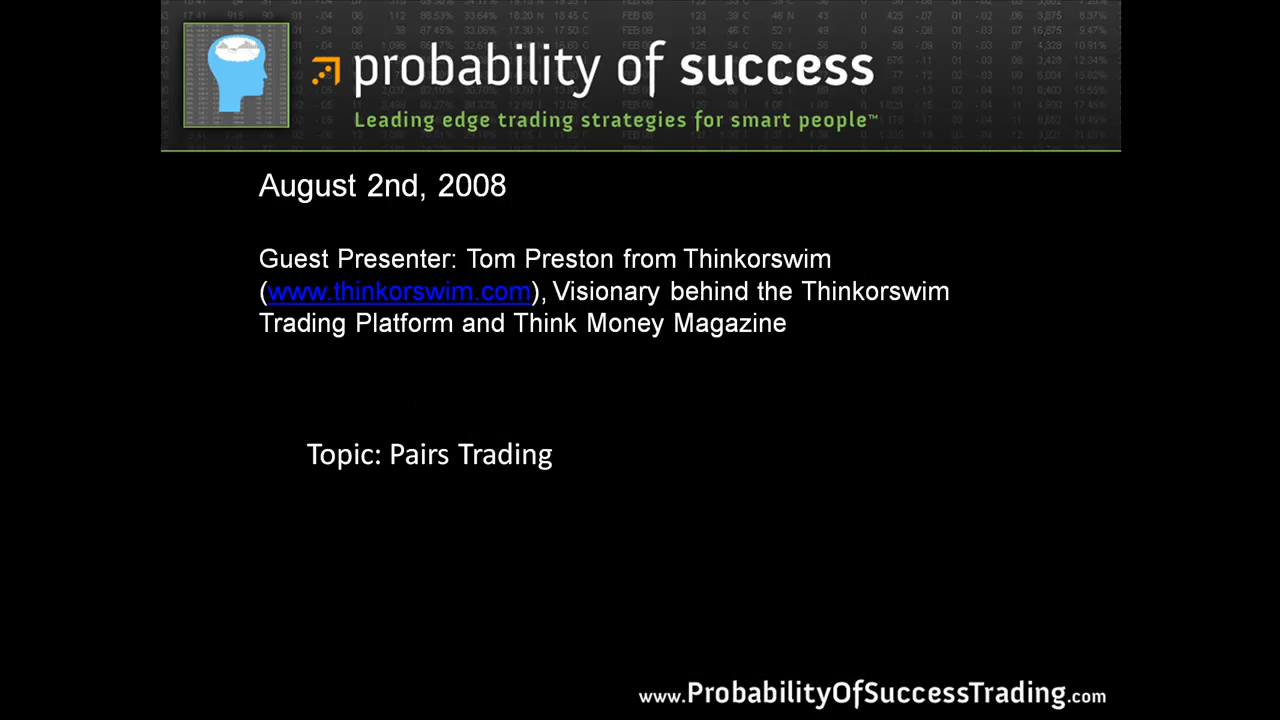 probability of success
Leading edge trading strategies for smart people™
August 2nd, 2008
Guest Presenter: Tom Preston from Thinkorswim
(www.thinkorswim.com), Visionary behind the Thinkorswim
Trading Platform and Think Money Magazine
Topic: Pairs Trading
www.ProbabilityOfSuccessTrading.com